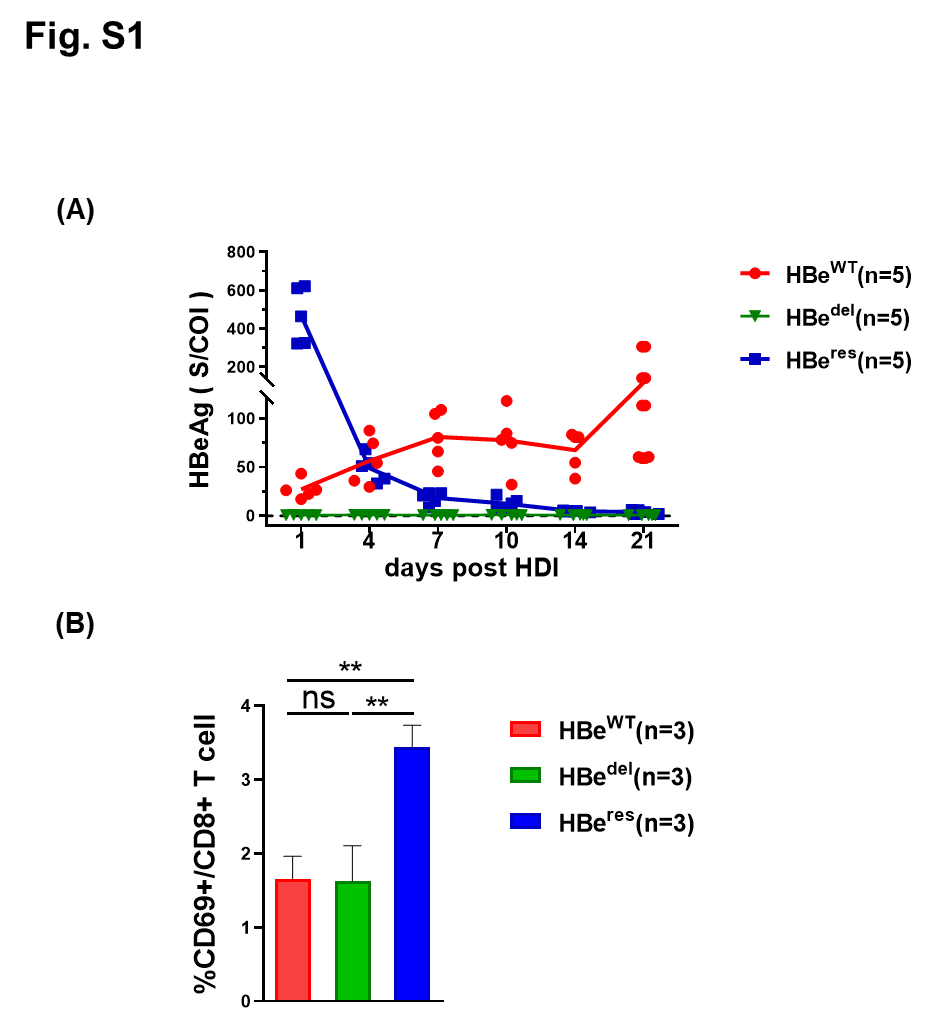 Fig. S1
(A)
HBeAg ( S/COI )
800
600
400
200
100
50
0
1 4 7 10 14 21
days post HDI
HBeWT(n=5)
HBedel(n=5)
HBeres(n=5)
(B)
%CD69+/CD8+ T cell
4
3
2
1
0
**
ns **
HBeWT(n=3)
HBedel(n=3)
HBeres(n=3)